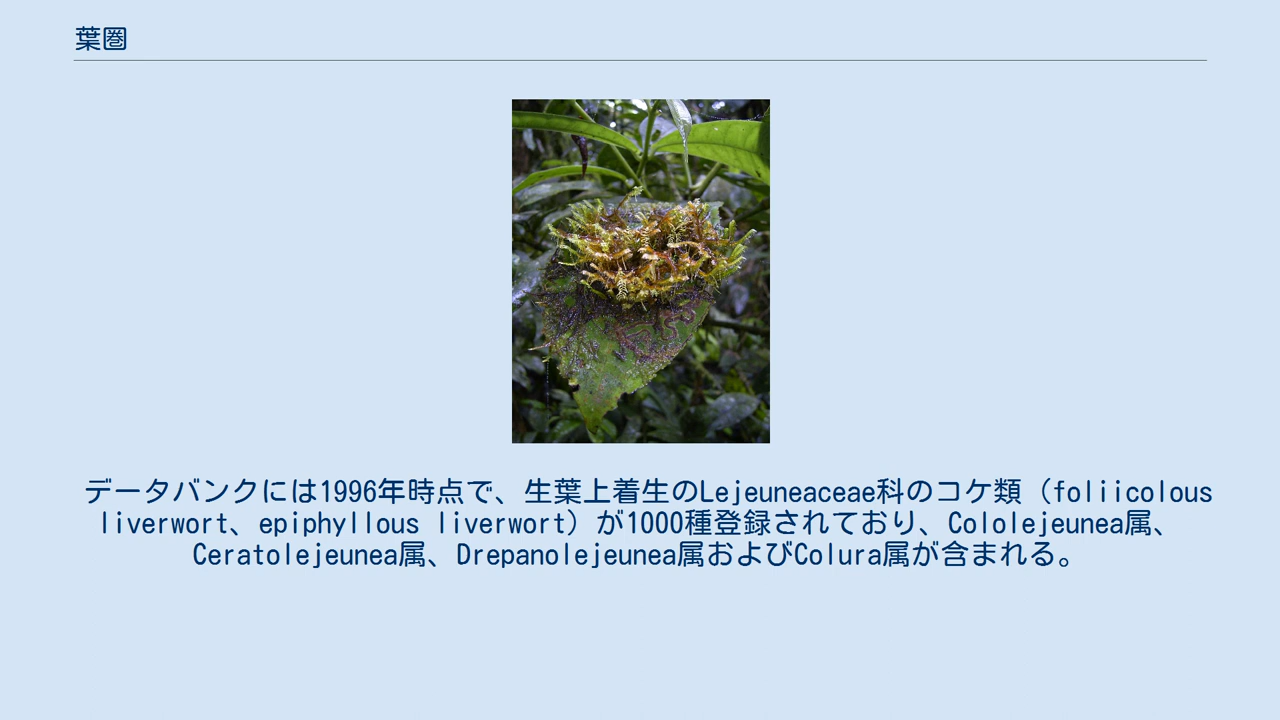 葉圏
データバンクには1996年時点で、生葉上着生のLejeuneaceae科のコケ類（foliicolous
liverwort、epiphyllous liverwort）が1000種登録されており、Cololejeunea属、
Ceratolejeunea属、Drepanolejeunea属およびColura属が含まれる。